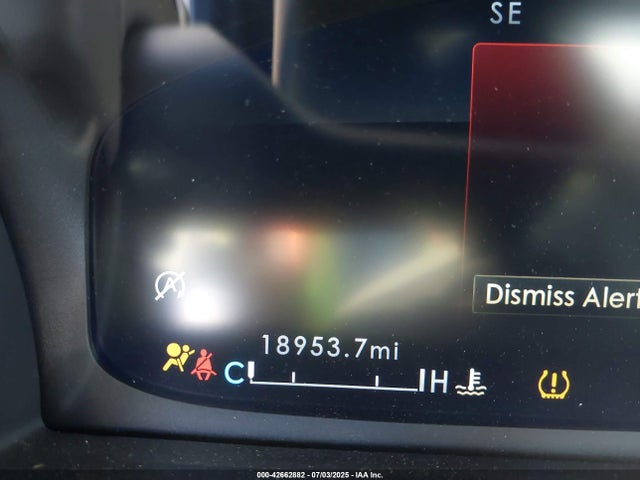 SE
Dismiss Alert
18953.7mi
C H
000-42662882 - 07/03/2025 - IAA Inc.